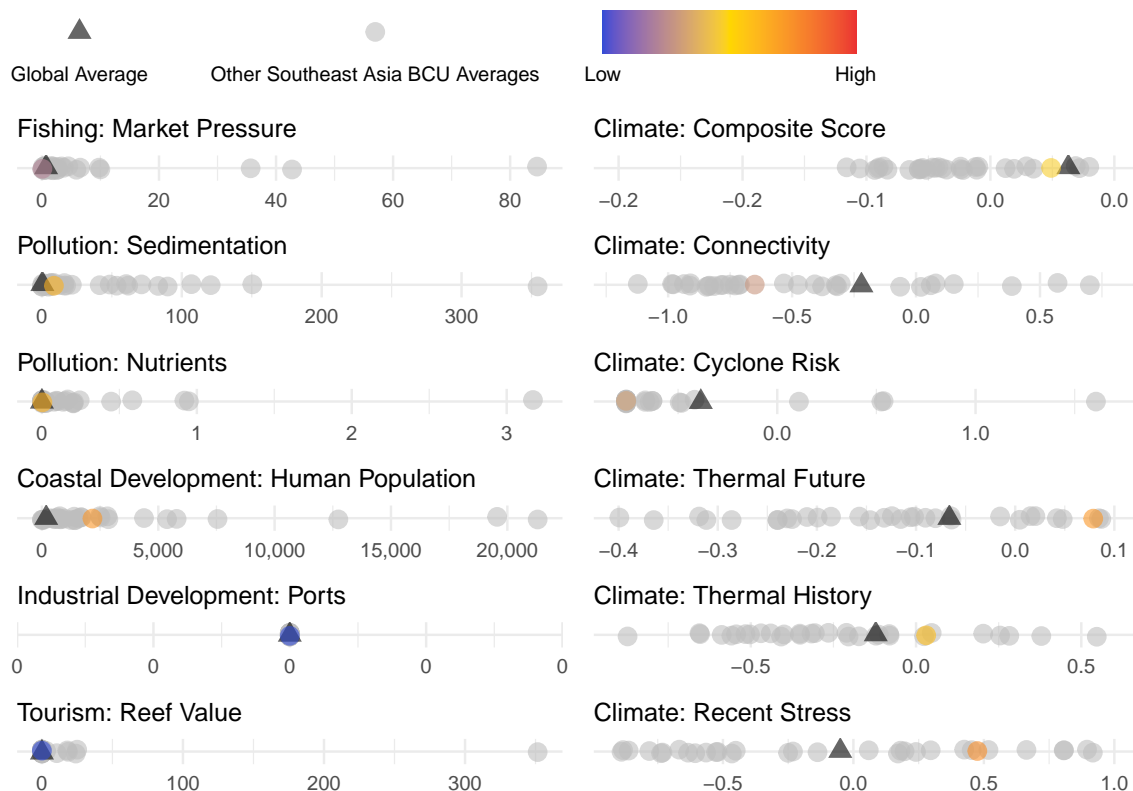 Global Average
Other Southeast Asia BCU Averages
Low
High
Fishing: Market Pressure
0 20 40 60 80
Climate: Composite Score
−0.2 −0.2 −0.1 0.0 0.0
Pollution: Sedimentation
0 100 200 300
Climate: Connectivity
−1.0 −0.5 0.0 0.5
Pollution: Nutrients
0 1 2 3
Climate: Cyclone Risk
0.0 1.0
Coastal Development: Human Population
0 5,000 10,000 15,000 20,000
Climate: Thermal Future
−0.4 −0.3 −0.2 −0.1 0.0 0.1
Industrial Development: Ports
0 0 0 0 0
Climate: Thermal History
−0.5 0.0 0.5
Tourism: Reef Value
0 100 200 300
Climate: Recent Stress
−0.5 0.0 0.5 1.0